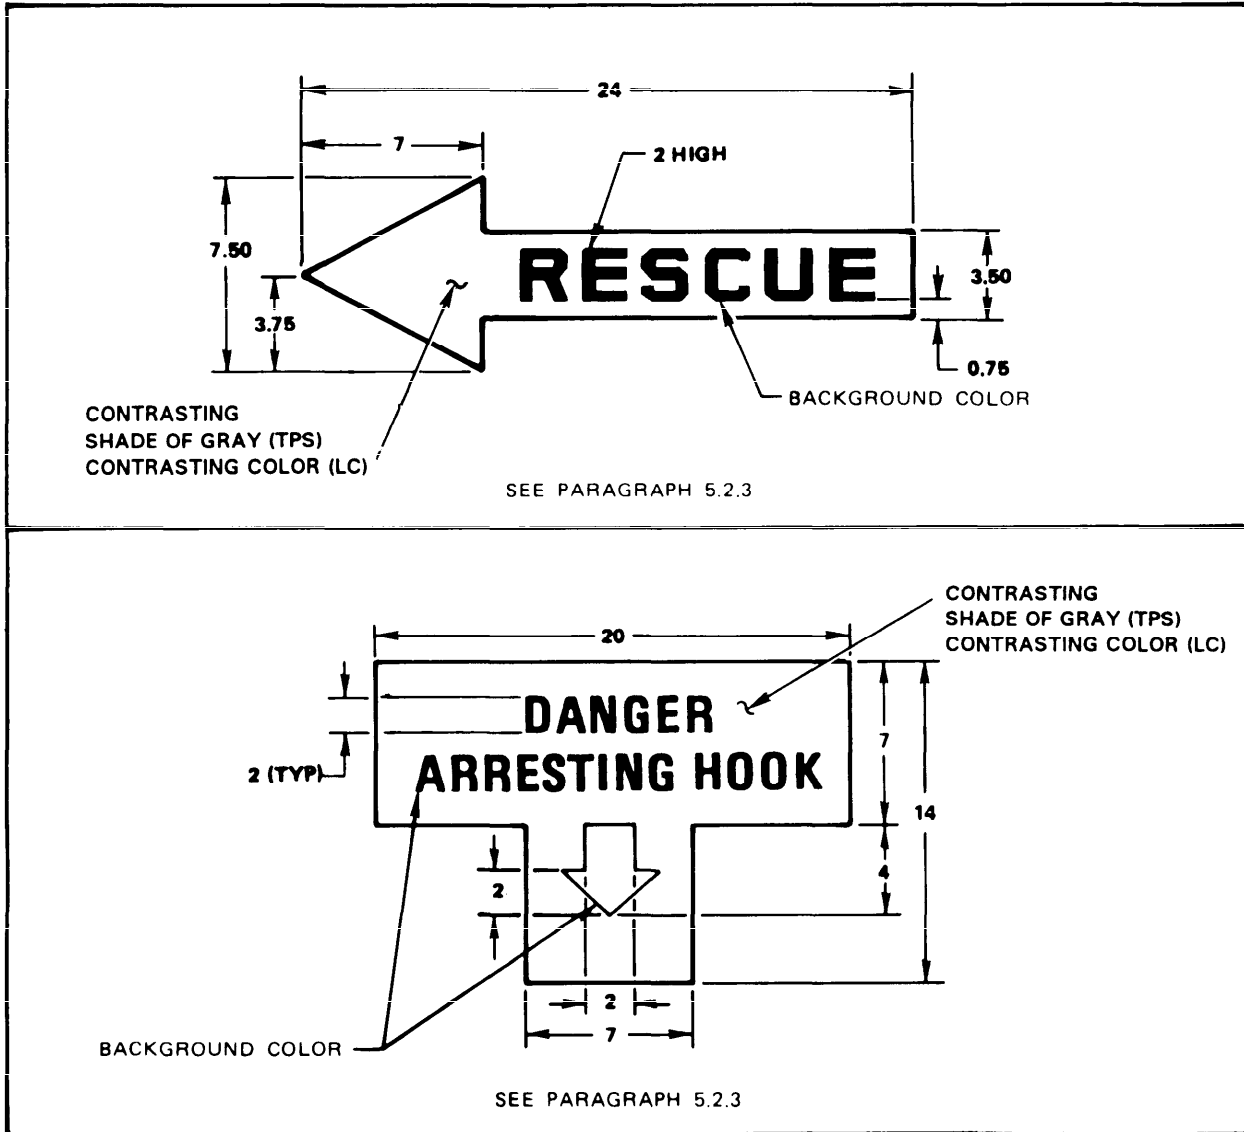 24
7
2 HIGH
7.50
RESCUE
3.50
3.75
0.75
BACKGROUND COLOR
CONTRASTING
SHADE OF GRAY (TPS)
CONTRASTING COLOR (LC)
SEE PARAGRAPH 5.2.3
CONTRASTING
SHADE OF GRAY (TPS)
CONTRASTING COLOR (LC)
20
DANGER
7
2 (TYP)
ARRESTING HOOK
14
4
2
2
7
BACKGROUND COLOR
SEE PARAGRAPH 5.2.3